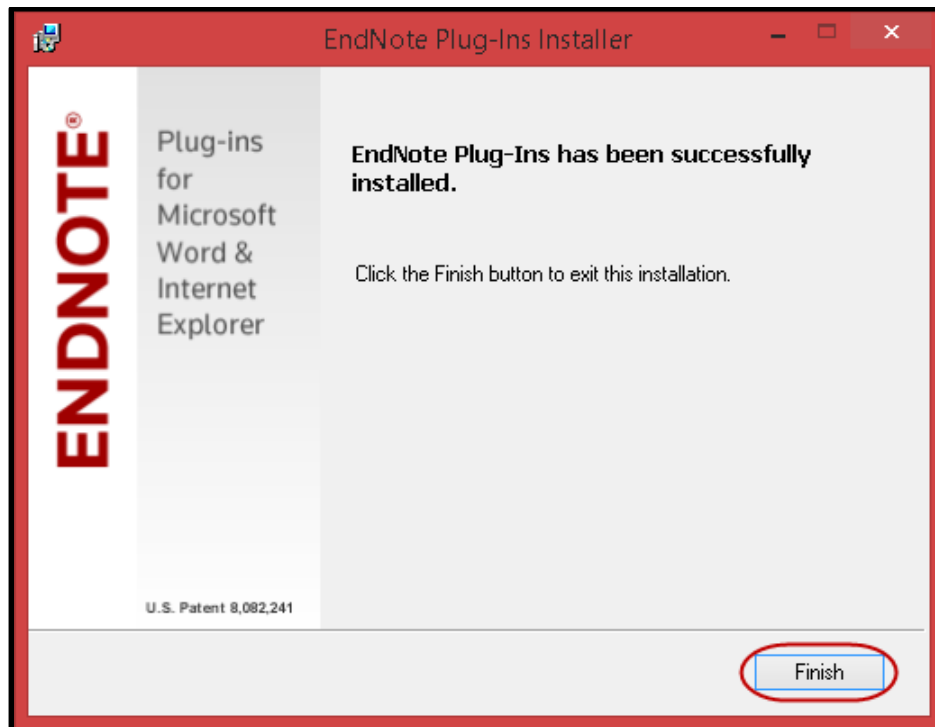 EndNote Plug-Ins Installer
ENDNOTE®
Plug-ins
for
Microsoft
Word &
Internet
Explorer
U.S. Patent 8,082,241
EndNote Plug-Ins has been successfully
installed.
Click the Finish button to exit this installation.
Finish